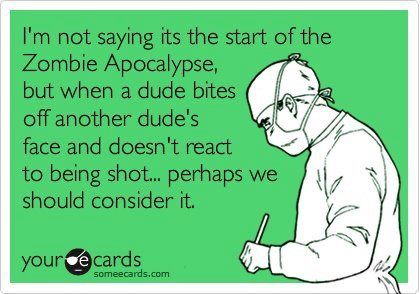 I'm not saying its the start of the
Zombie Apocalypse,
but when a dude bites
off another dude's
face and doesn't react
to being shot... perhaps we
should consider it.
your e cards
someecards.com